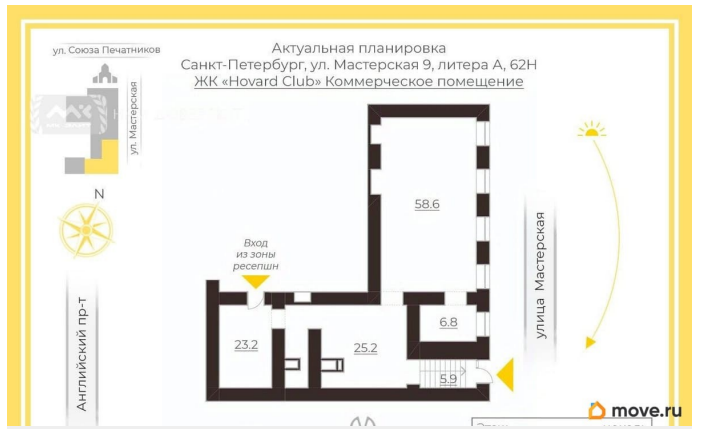 ул. Союза Печатников
Актуальная планировка
Санкт-Петербург, ул. Мастерская 9, литера А, 62Н
ЖК «Hovard Club» Коммерческое помещение
ул. Мастерская
N
58.6
Вход
из зоны
ресепшн
улица Мастерская
Английский пр-т
6.8
23.2
25.2
5.9
move.ru